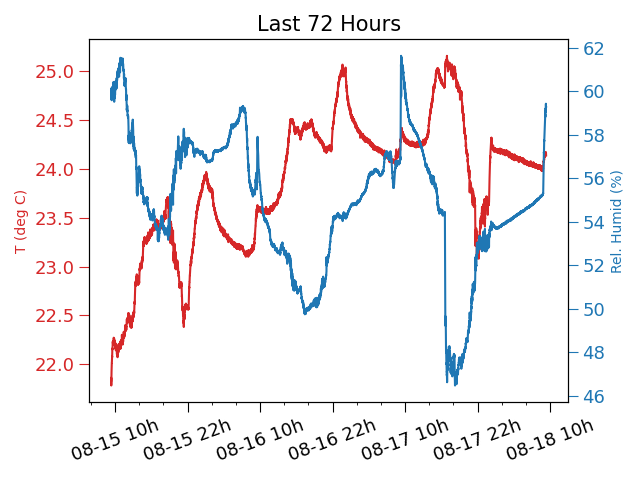 Last 72 Hours
T (deg C)
25.0
24.5
24.0
23.5
23.0
22.5
22.0
62
60
58
56
54
52
50
48
46
Rel. Humid (%)
08-15 10h
08-15 22h
08-16 10h
08-16 22h
08-17 10h
08-17 22h
08-18 10h